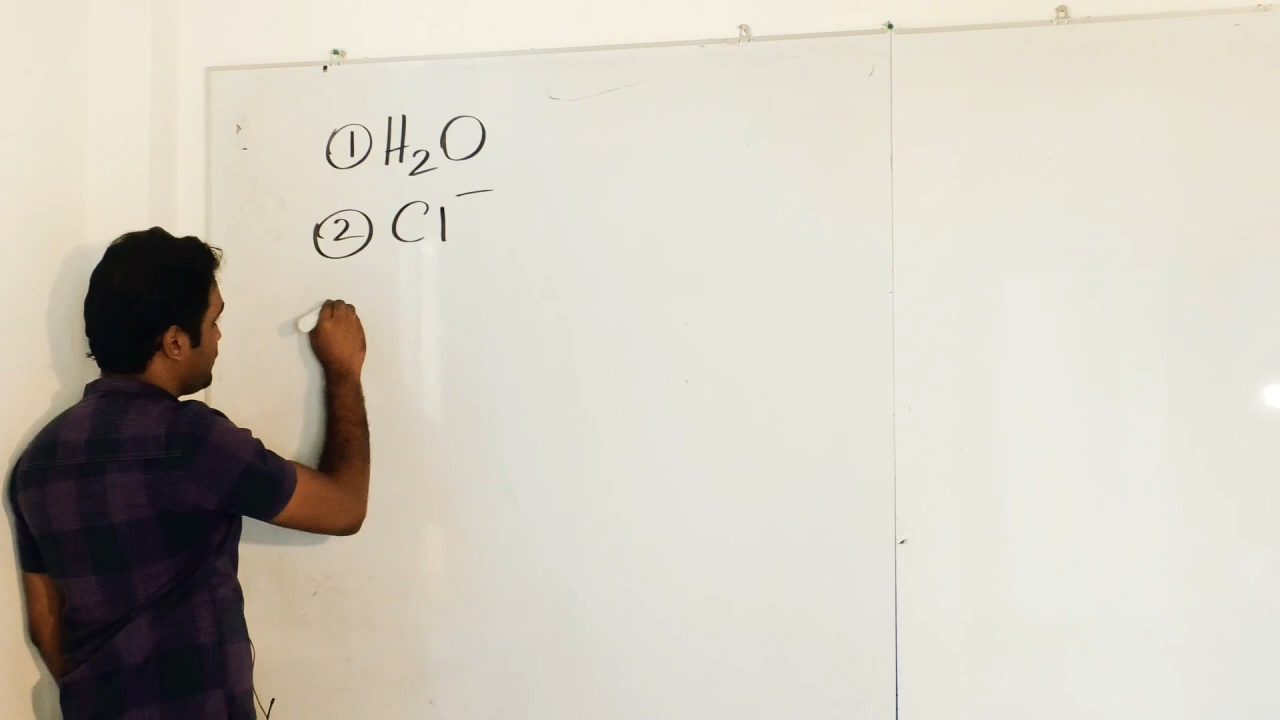 ① H₂O
② Cl⁻